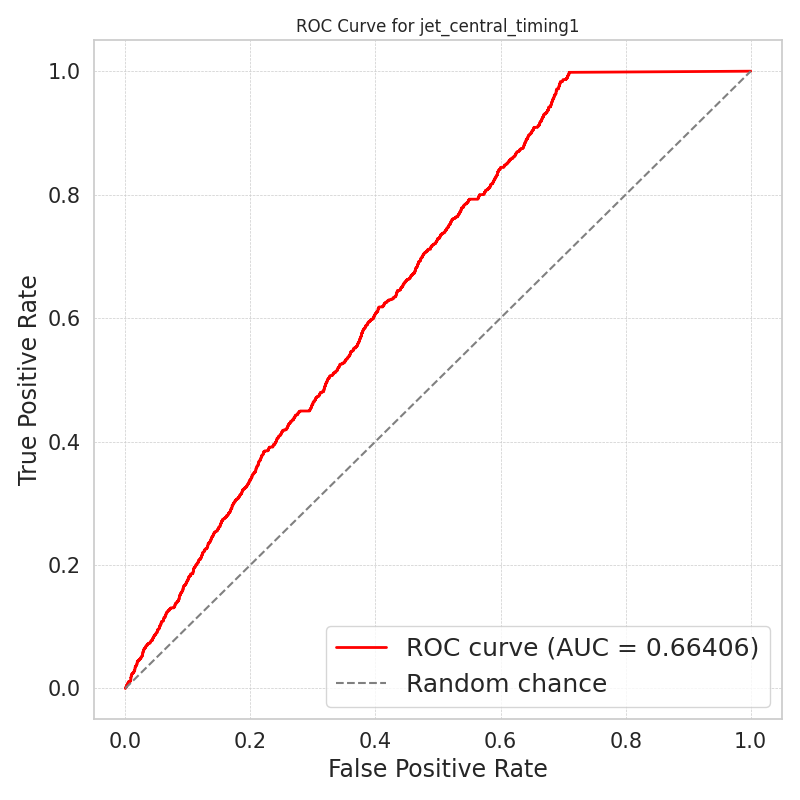 ROC Curve for jet_central_timing1
True Positive Rate
1.0
0.8
0.6
0.4
0.2
0.0
ROC curve (AUC = 0.66406)
Random chance
0.0 0.2 0.4 0.6 0.8 1.0
False Positive Rate